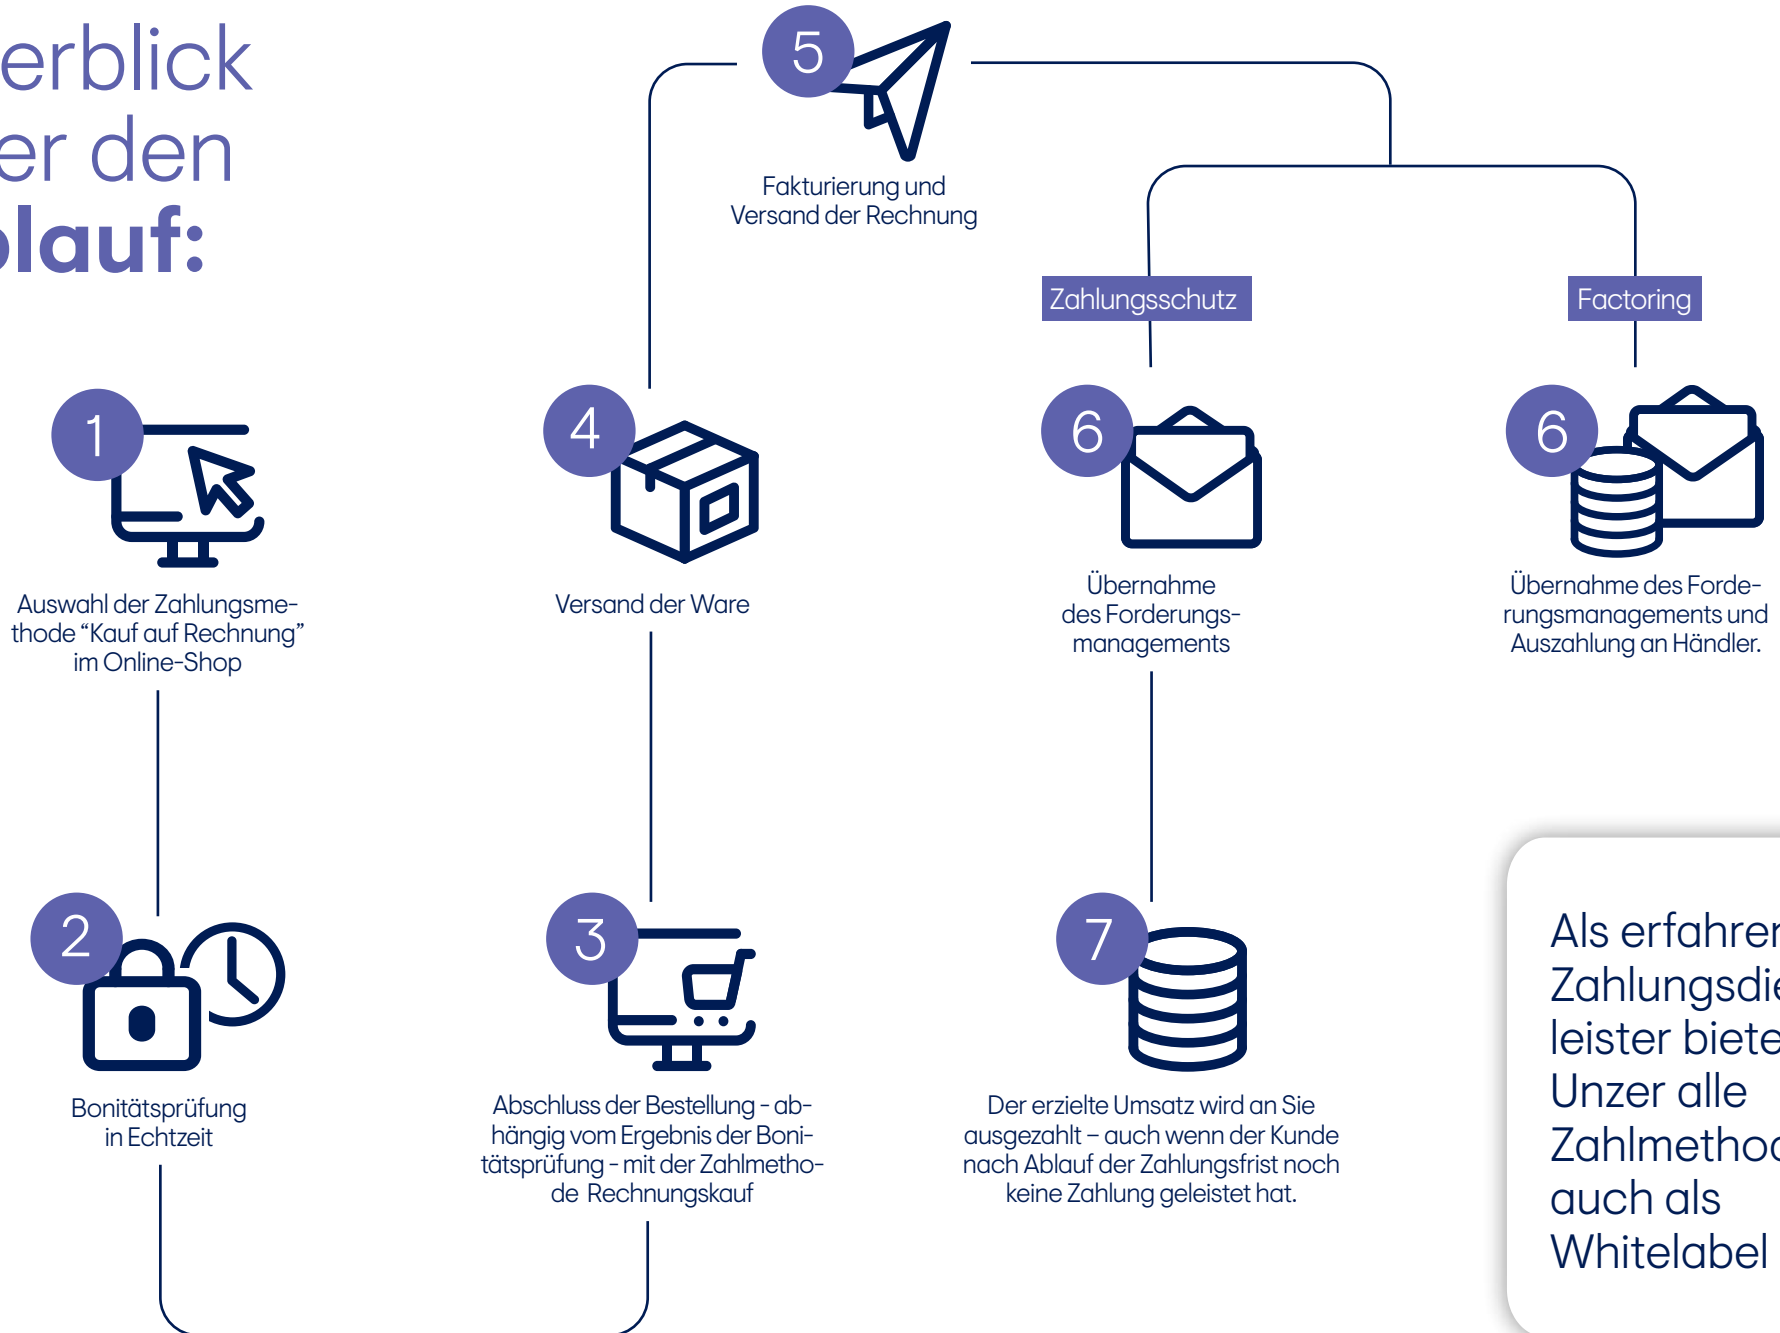 erblick
er den
lauf:
5
Fakturierung und
Versand der Rechnung
Zahlungsschutz
Factoring
1
Auswahl der Zahlungsme-
thode “Kauf auf Rechnung”
im Online-Shop
4
Versand der Ware
6
Übernahme
des Forderungs-
managements
6
Übernahme des Forde-
rungsmanagements und
Auszahlung an Händler.
2
Bonitätsprüfung
in Echtzeit
3
Abschluss der Bestellung - ab-
hängig vom Ergebnis der Boni-
tätsprüfung - mit der Zahlmetho-
de Rechnungskauf
7
Der erzielte Umsatz wird an Sie
ausgezahlt – auch wenn der Kunde
nach Ablauf der Zahlungsfrist noch
keine Zahlung geleistet hat.
Als erfahre
Zahlungsdi
leister biete
Unzer alle
Zahlmetho
auch als
Whitelabel